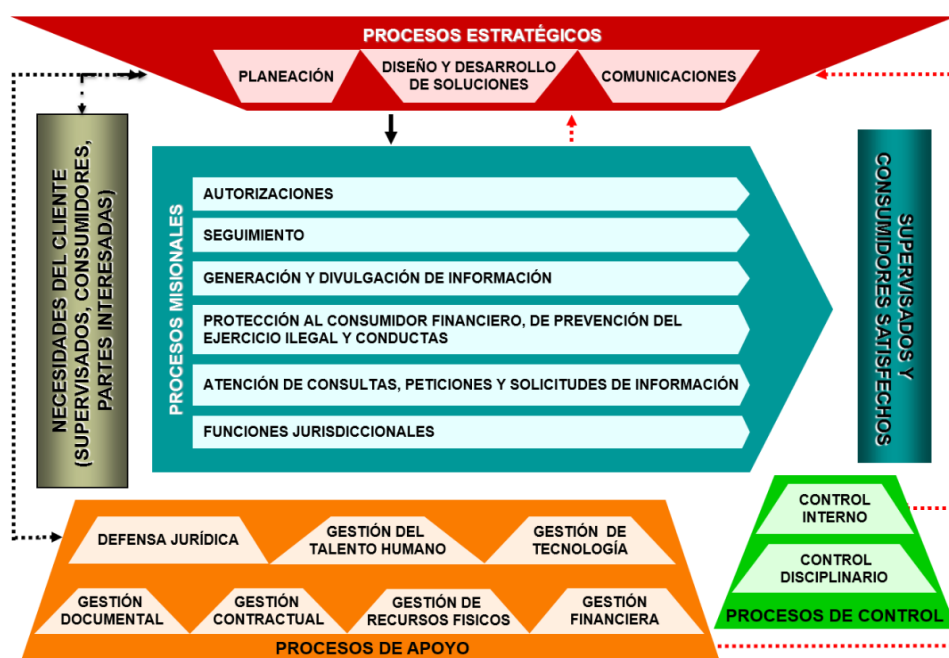 PROCESOS ESTRATÉGICOS
PLANEACIÓN
DISEÑO Y DESARROLLO
DE SOLUCIONES
COMUNICACIONES
NECESIDADES DEL CLIENTE
(SUPERVISADOS, CONSUMIDORES,
PARTES INTERESADAS)
PROCESOS MISIONALES
AUTORIZACIONES
SEGUIMIENTO
GENERACIÓN Y DIVULGACIÓN DE INFORMACIÓN
PROTECCIÓN AL CONSUMIDOR FINANCIERO, DE PREVENCIÓN DEL
EJERCICIO ILEGAL Y CONDUCTAS
ATENCIÓN DE CONSULTAS, PETICIONES Y SOLICITUDES DE INFORMACIÓN
FUNCIONES JURISDICCIONALES
SUPERVISADOS Y
CONSUMIDORES SATISFECHOS
DEFENSA JURÍDICA
GESTIÓN DEL
TALENTO HUMANO
GESTIÓN DE
TECNOLOGÍA
GESTIÓN
DOCUMENTAL
GESTIÓN
CONTRACTUAL
GESTIÓN DE
RECURSOS FISICOS
GESTIÓN
FINANCIERA
PROCESOS DE APOYO
CONTROL
INTERNO
CONTROL
DISCIPLINARIO
PROCESOS DE CONTROL